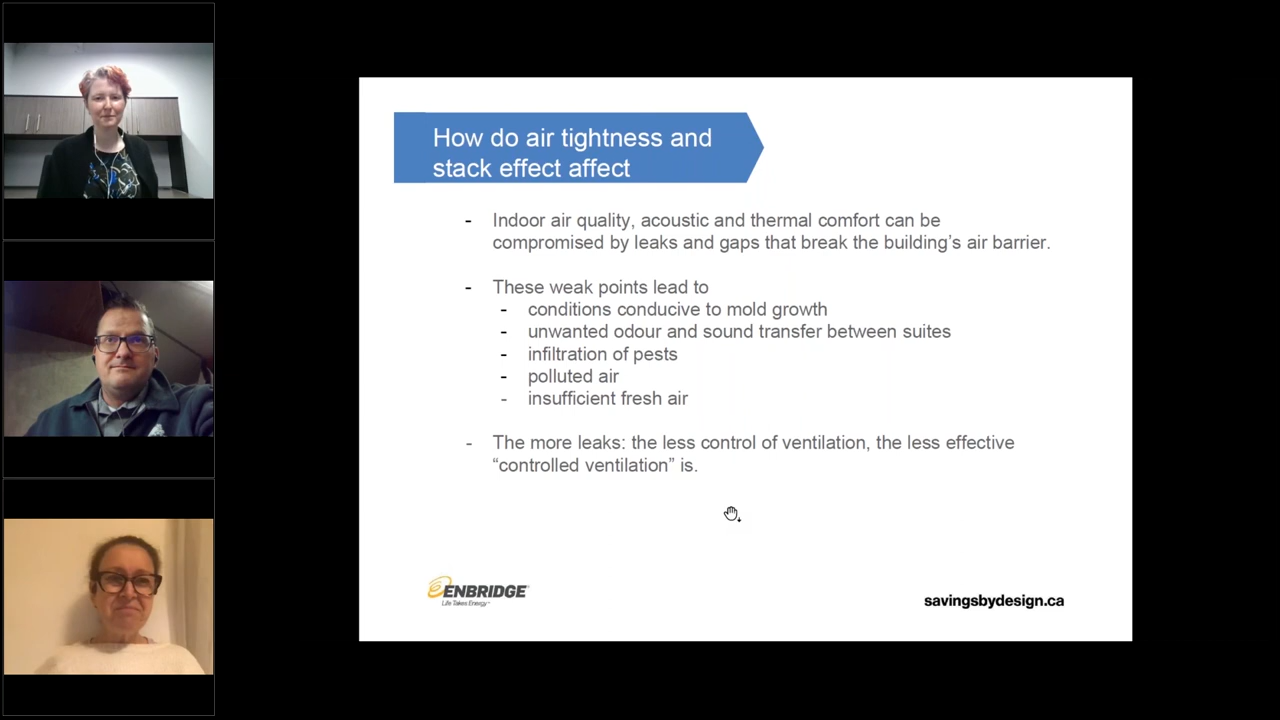 How do air tightness and
stack effect affect
- Indoor air quality, acoustic and thermal comfort can be
compromised by leaks and gaps that break the building’s air barrier.
- These weak points lead to
- conditions conducive to mold growth
- unwanted odour and sound transfer between suites
- infiltration of pests
- polluted air
- insufficient fresh air
- The more leaks: the less control of ventilation, the less effective
“controlled ventilation” is.
ENBRIDGE
Life Takes Energy™
savingsbydesign.ca